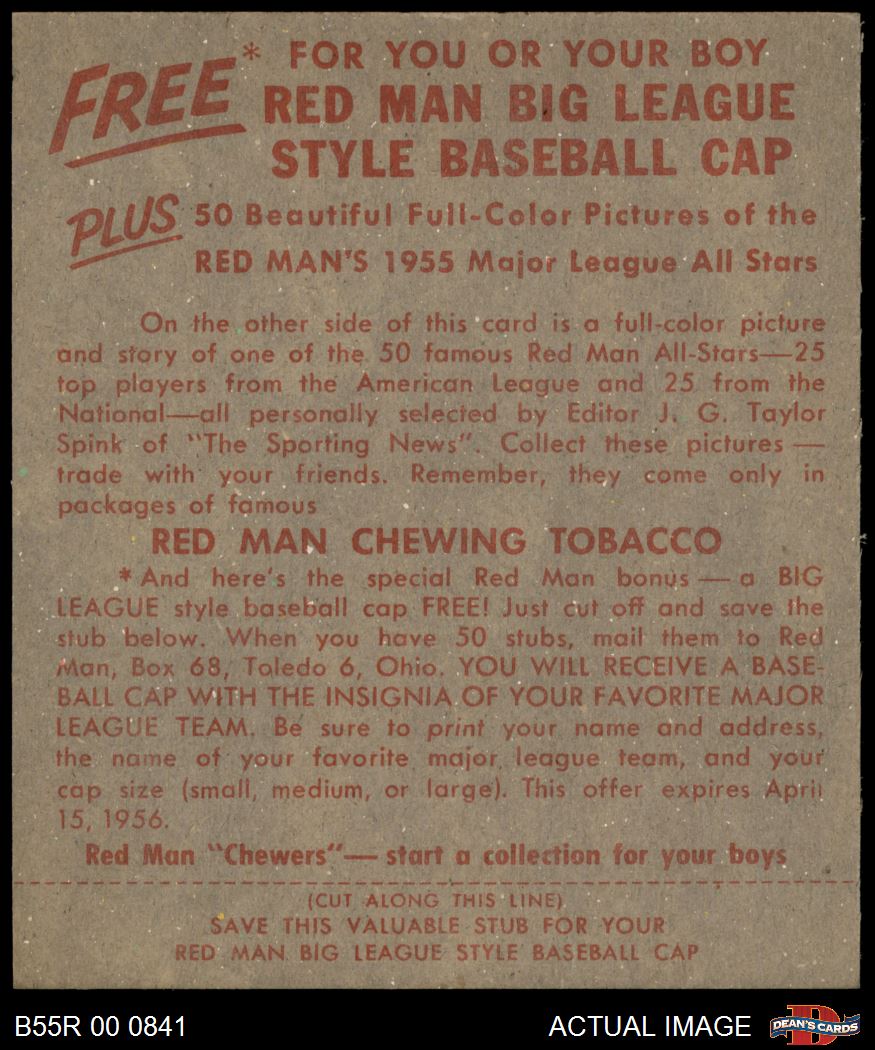 FREE* FOR YOU OR YOUR BOY
RED MAN BIG LEAGUE
STYLE BASEBALL CAP
PLUS 50 Beautiful Full-Color Pictures of the
RED MAN'S 1955 Major League All Stars
On the other side of this card is a full-color picture
and story of one of the 50 famous Red Man All-Stars—25
top players from the American League and 25 from the
National—all personally selected by Editor J. G. Taylor
Spink of "The Sporting News". Collect these pictures —
trade with your friends. Remember, they come only in
packages of famous
RED MAN CHEWING TOBACCO
*And here's the special Red Man bonus — a BIG
LEAGUE style baseball cap FREE! Just cut off and save the
stub below. When you have 50 stubs, mail them to Red
Man, Box 68, Toledo 6, Ohio. YOU WILL RECEIVE A BASE-
BALL CAP WITH THE INSIGNIA OF YOUR FAVORITE MAJOR
LEAGUE TEAM. Be sure to print your name and address,
the name of your favorite major league team, and your
cap size (small, medium, or large). This offer expires April
15, 1956.
Red Man "Chewers"— start a collection for your boys
(CUT ALONG THIS LINE)
SAVE THIS VALUABLE STUB FOR YOUR
RED MAN BIG LEAGUE STYLE BASEBALL CAP
B55R 00 0841
ACTUAL IMAGE
DEAN'S CARDS